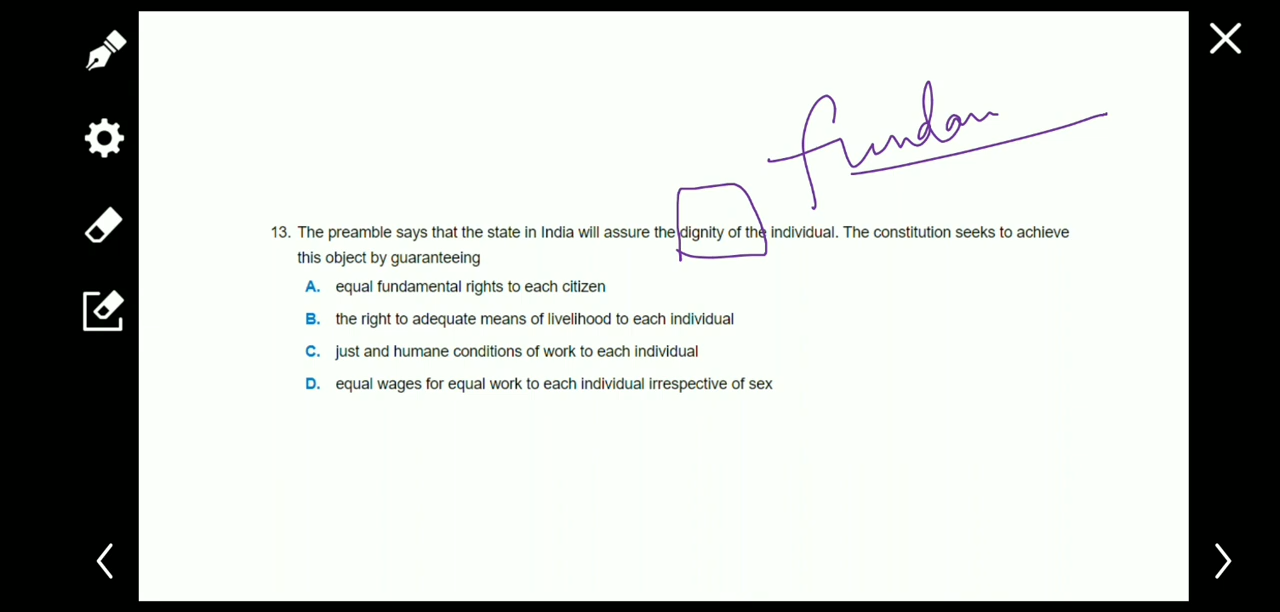 fundam
13. The preamble says that the state in India will assure the dignity of the individual. The constitution seeks to achieve
this object by guaranteeing
A. equal fundamental rights to each citizen
B. the right to adequate means of livelihood to each individual
C. just and humane conditions of work to each individual
D. equal wages for equal work to each individual irrespective of sex